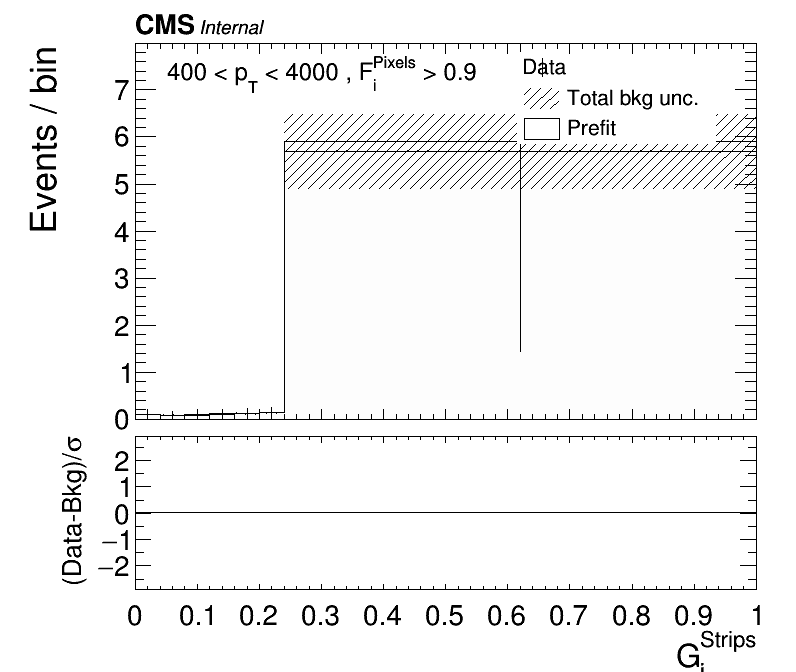 CMS Internal
400 < p_T < 4000 , F_i^Pixels > 0.9
Data
Total bkg unc.
Prefit
Events / bin
7
6
5
4
3
2
1
0
(Data-Bkg)/σ
2
1
0
−1
−2
0 0.1 0.2 0.3 0.4 0.5 0.6 0.7 0.8 0.9 1
G_i^Strips